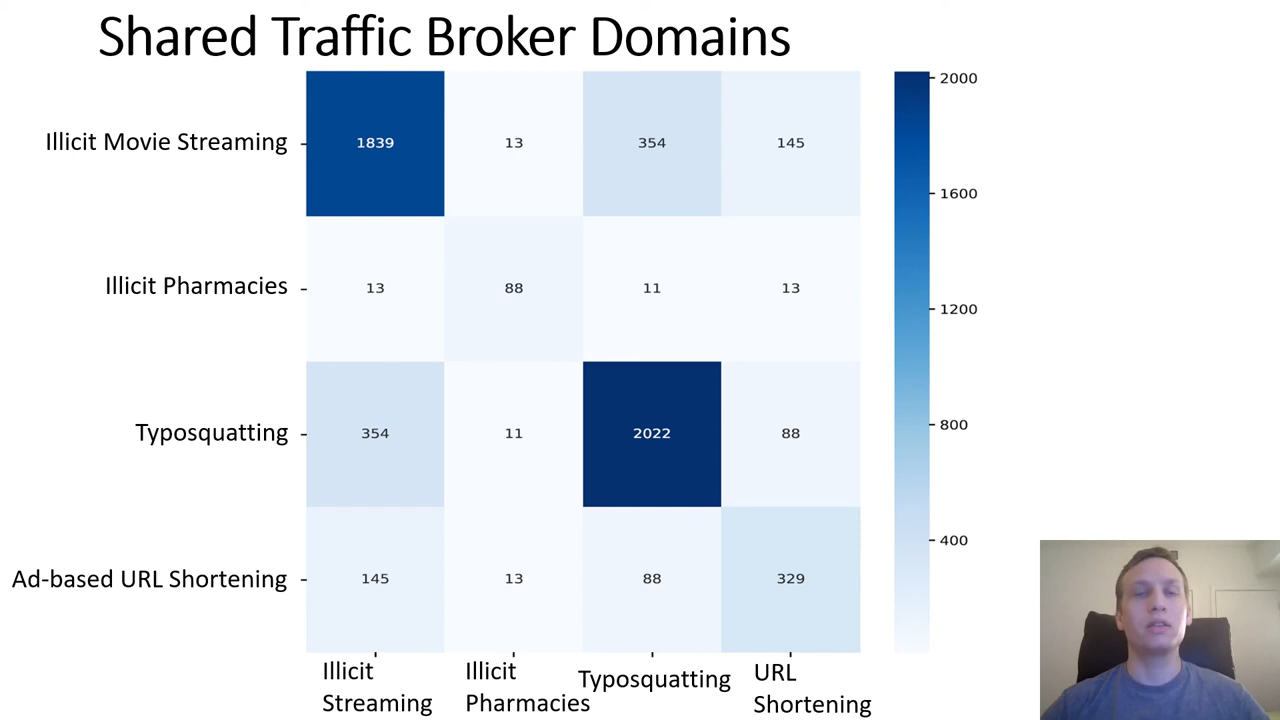 Shared Traffic Broker Domains
Illicit Movie Streaming
1839
13
354
145
2000
1600
Illicit Pharmacies
13
88
11
13
1200
Typosquatting
354
11
2022
88
800
400
Ad-based URL Shortening
145
13
88
329
Illicit
Streaming
Illicit
Pharmacies
Typosquatting
URL
Shortening